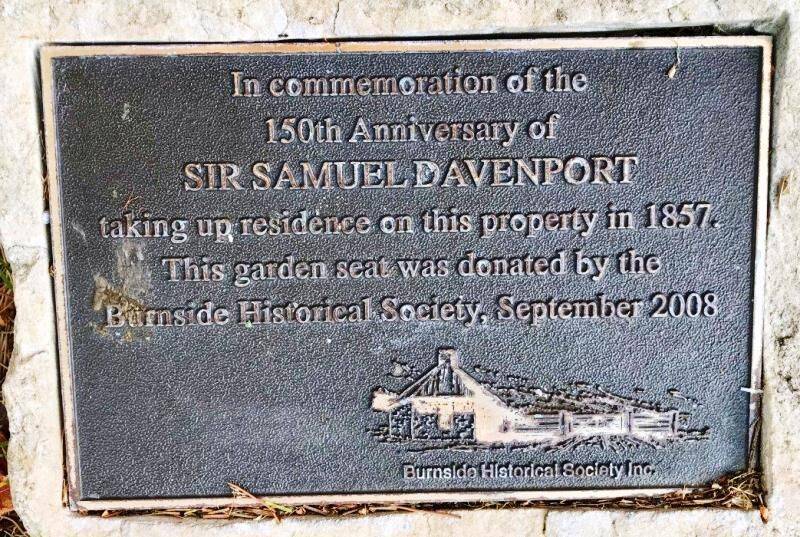 In commemoration of the
150th Anniversary of
SIR SAMUEL DAVENPORT
taking up residence on this property in 1857.
This garden seat was donated by the
Burnside Historical Society, September 2008
Burnside Historical Society Inc.